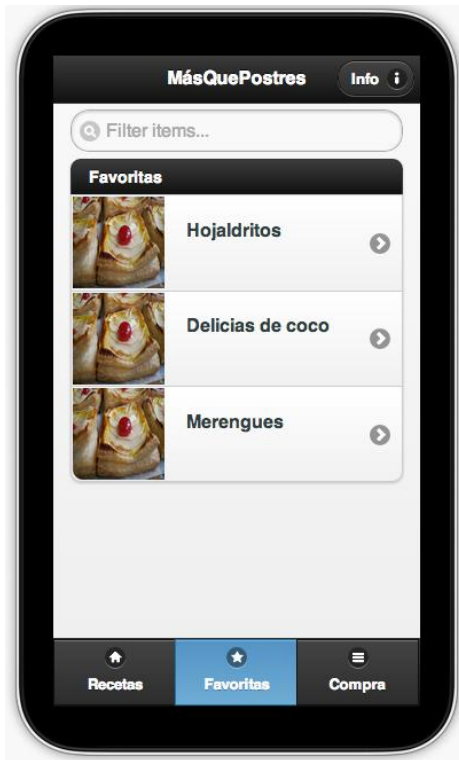 MásQuePostres Info i
Filter items...
Favoritas
Hojaldritos
Delicias de coco
Merengues
Recetas Favoritas Compra